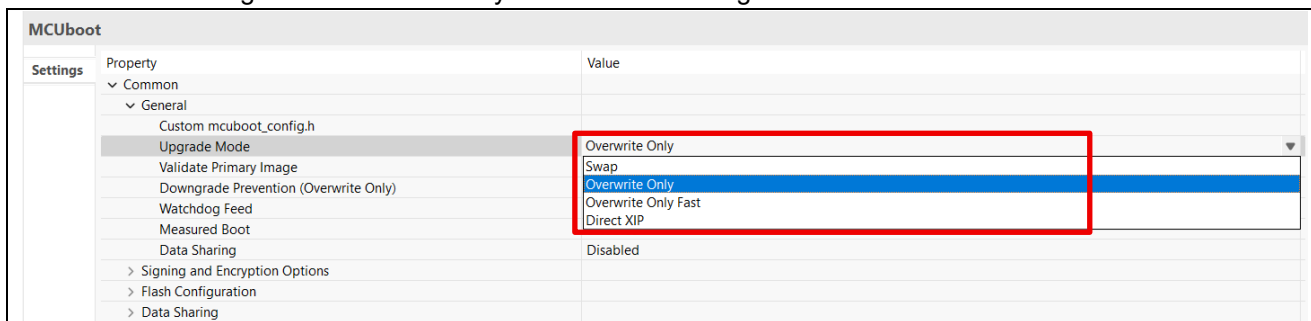 MCUboot
Settings
Property Value
Common
General
Custom mcuboot_config.h
Upgrade Mode Overwrite Only
Validate Primary Image Swap
Downgrade Prevention (Overwrite Only) Overwrite Only
Watchdog Feed Overwrite Only Fast
Measured Boot Direct XIP
Data Sharing Disabled
Signing and Encryption Options
Flash Configuration
Data Sharing